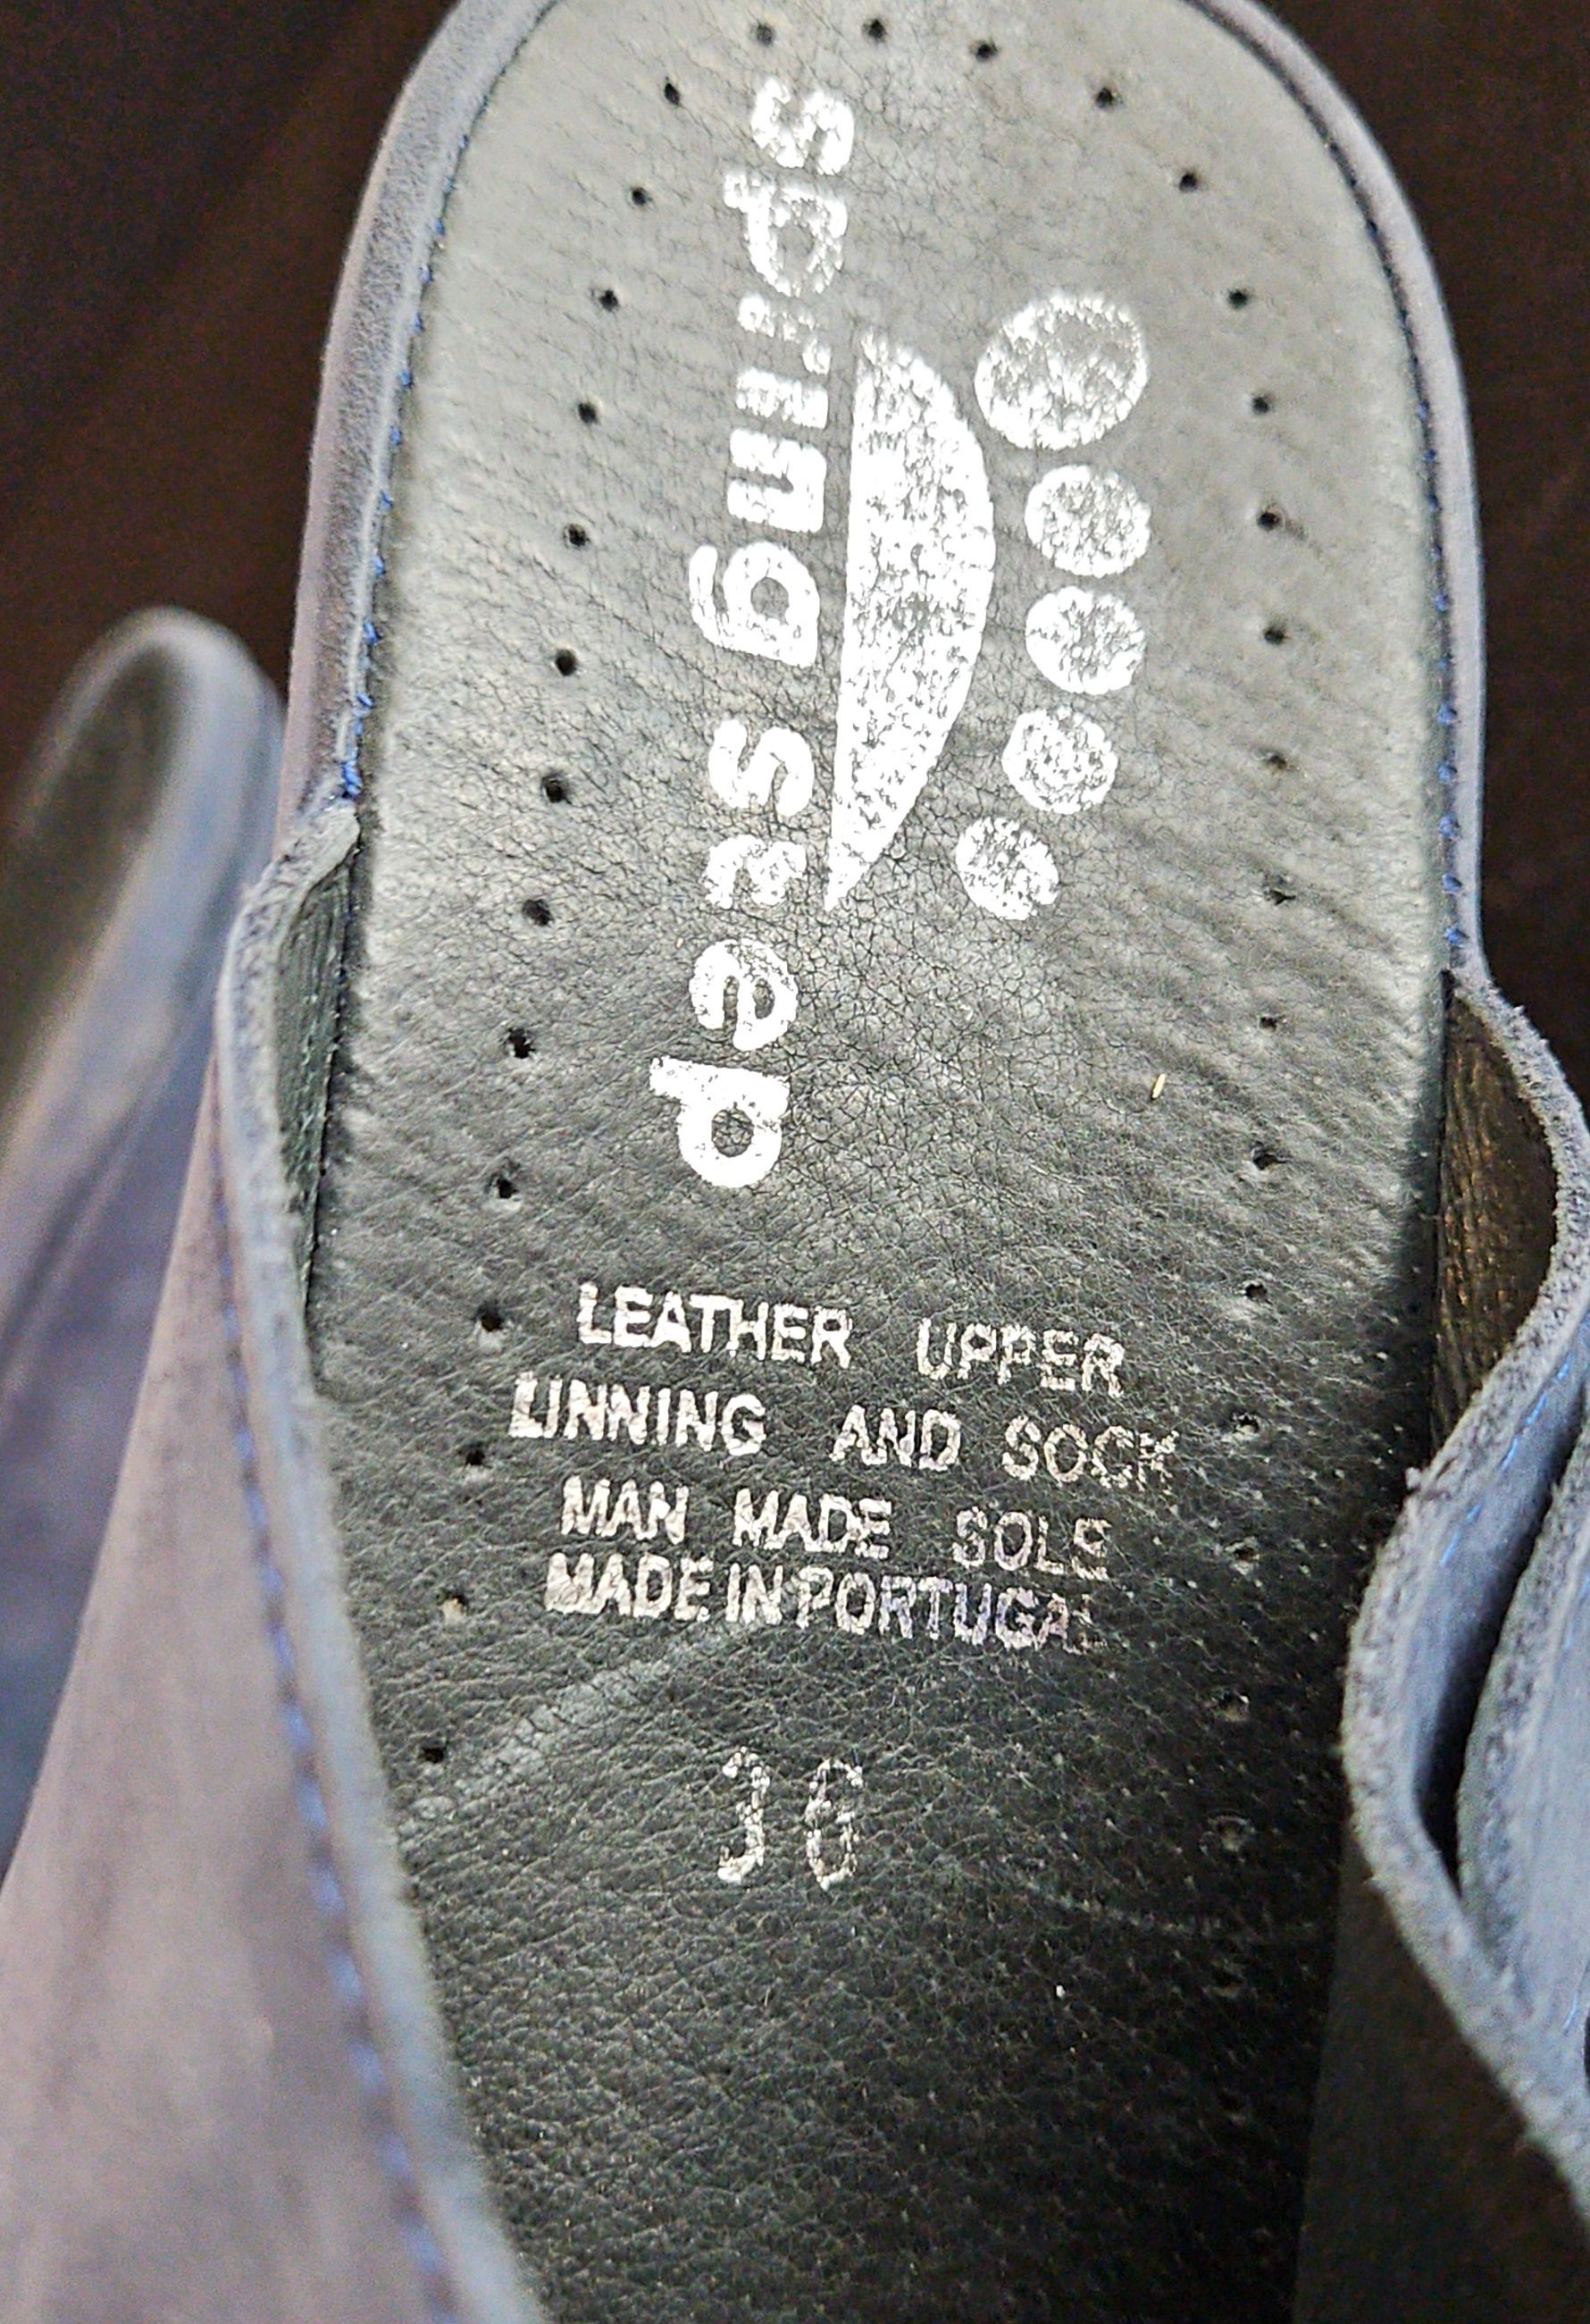 spring step
LEATHER UPPER
LINNING AND SOCK
MAN MADE SOLE
MADE IN PORTUGAL
36